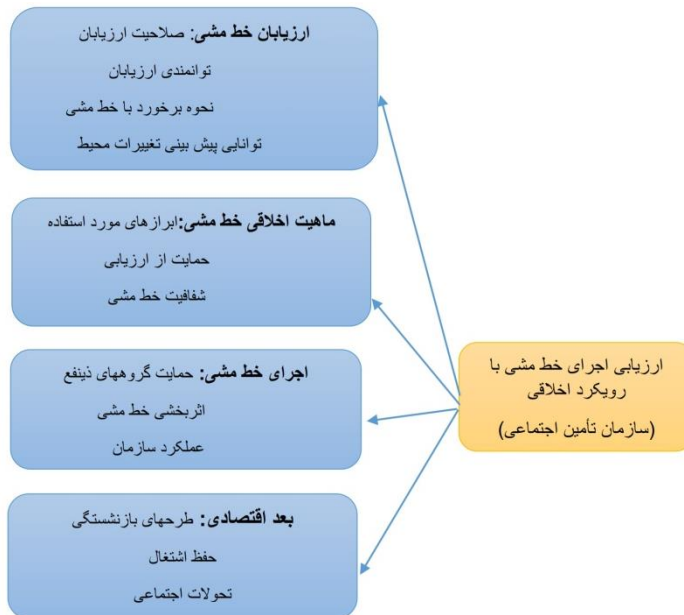 ارزیابان خط مشی: صلاحیت ارزیابان
توانمندی ارزیابان
نحوه برخورد با خط مشی
توانایی پیش بینی تغییرات محیط
ماهیت اخلاقی خط مشی:ابرازهای مورد استفاده
حمایت از ارزیابی
شفافیت خط مشی
ارزیابی اجرای خط مشی با
رویکرد اخلاقی
(سازمان تأمین اجتماعی)
اجرای خط مشی: حمایت گروههای ذینفع
اثربخشی خط مشی
عملکرد سازمان
بعد اقتصادی: طرحهای بازنشستگی
حفظ اشتغال
تحولات اجتماعی